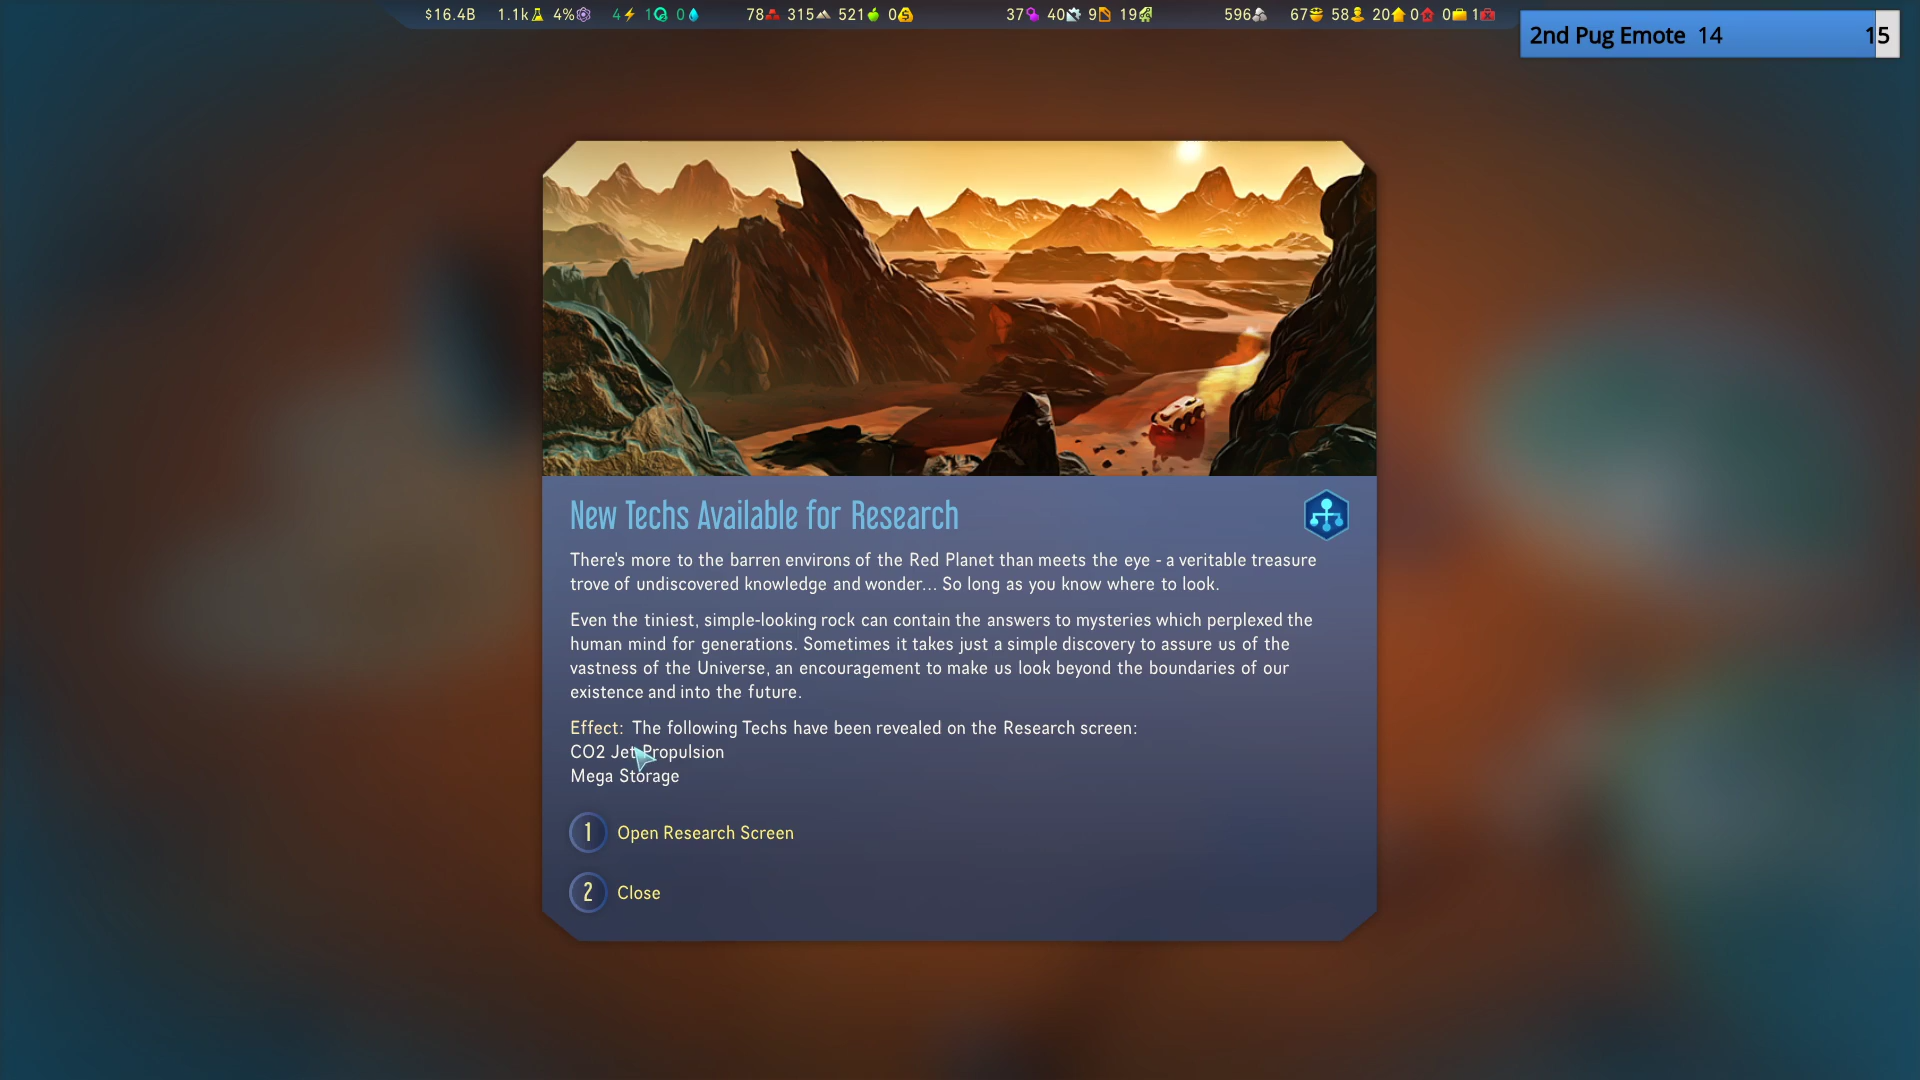 $16.4B 1.1k 4% 4 1 0 78 315 521 0 37 40 9 19 596 67 58 20 0 0 1
2nd Pug Emote 14 15
New Techs Available for Research
There's more to the barren environs of the Red Planet than meets the eye - a veritable treasure
trove of undiscovered knowledge and wonder... So long as you know where to look.
Even the tiniest, simple-looking rock can contain the answers to mysteries which perplexed the
human mind for generations. Sometimes it takes just a simple discovery to assure us of the
vastness of the Universe, an encouragement to make us look beyond the boundaries of our
existence and into the future.
Effect: The following Techs have been revealed on the Research screen:
CO2 Jet Propulsion
Mega Storage
1 Open Research Screen
2 Close